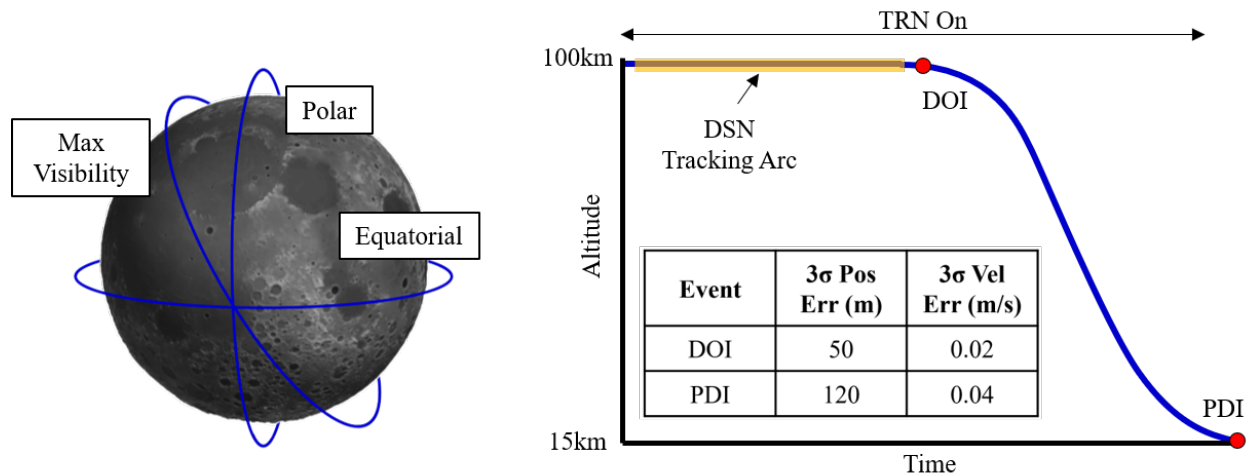 Max
Visibility
Polar
Equatorial
TRN On
100km
DOI
DSN
Tracking Arc
Altitude
Event 3σ Pos Err (m) 3σ Vel Err (m/s)
DOI 50 0.02
PDI 120 0.04
PDI
15km
Time